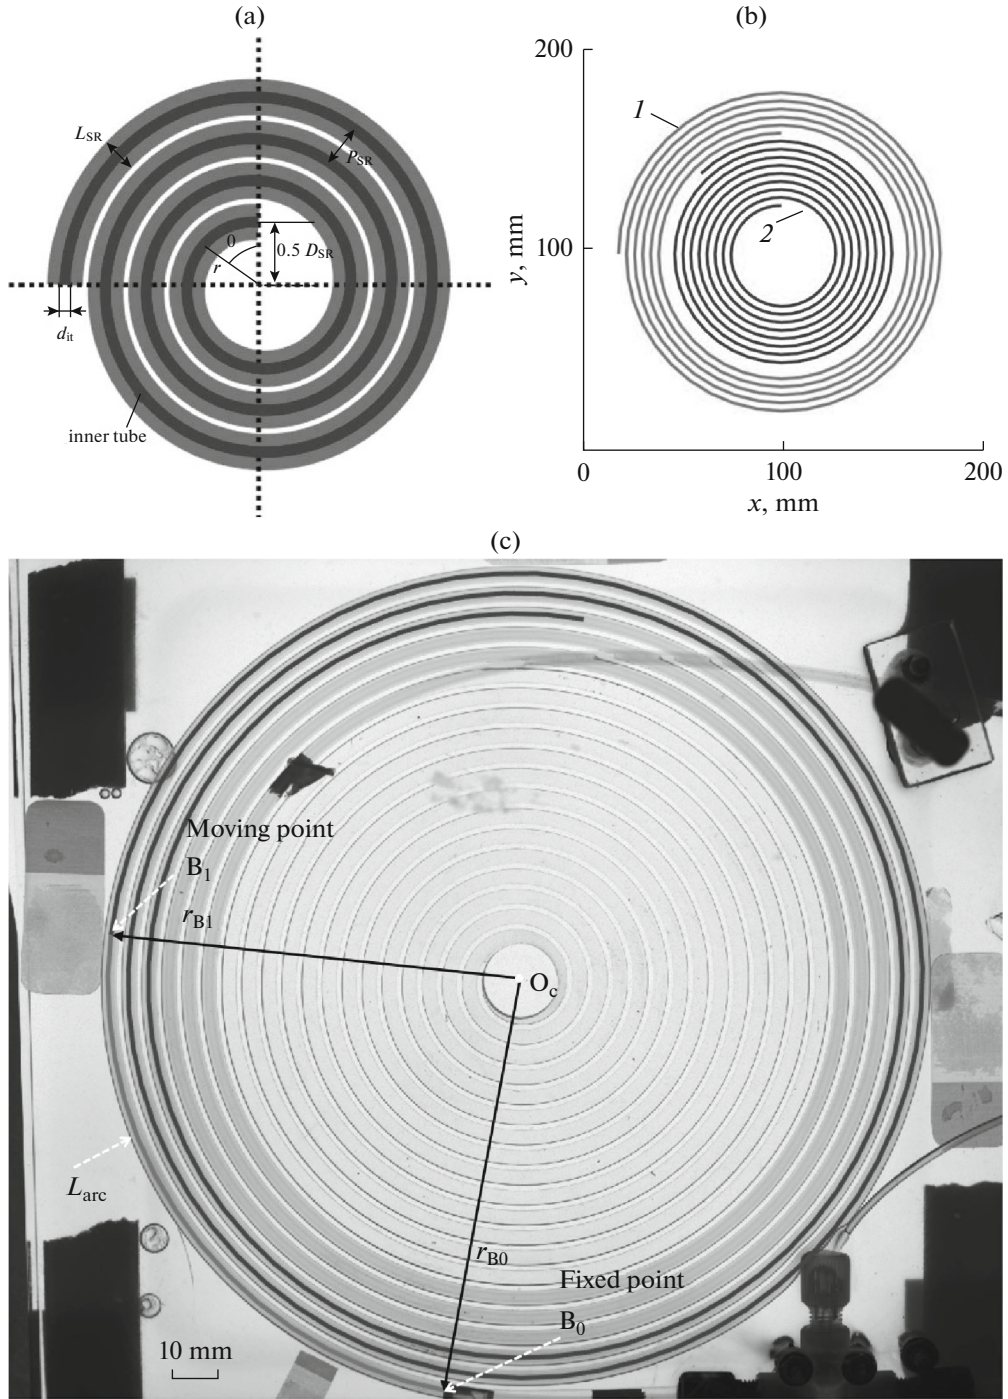 (a)
L_SR
P_SR
0
0.5 D_SR
r
d_it
inner tube
(b)
200
1
2
100
y, mm
0
100
200
x, mm
(c)
Moving point
B_1
r_B1
O_c
L_arc
r_B0
Fixed point
B_0
10 mm